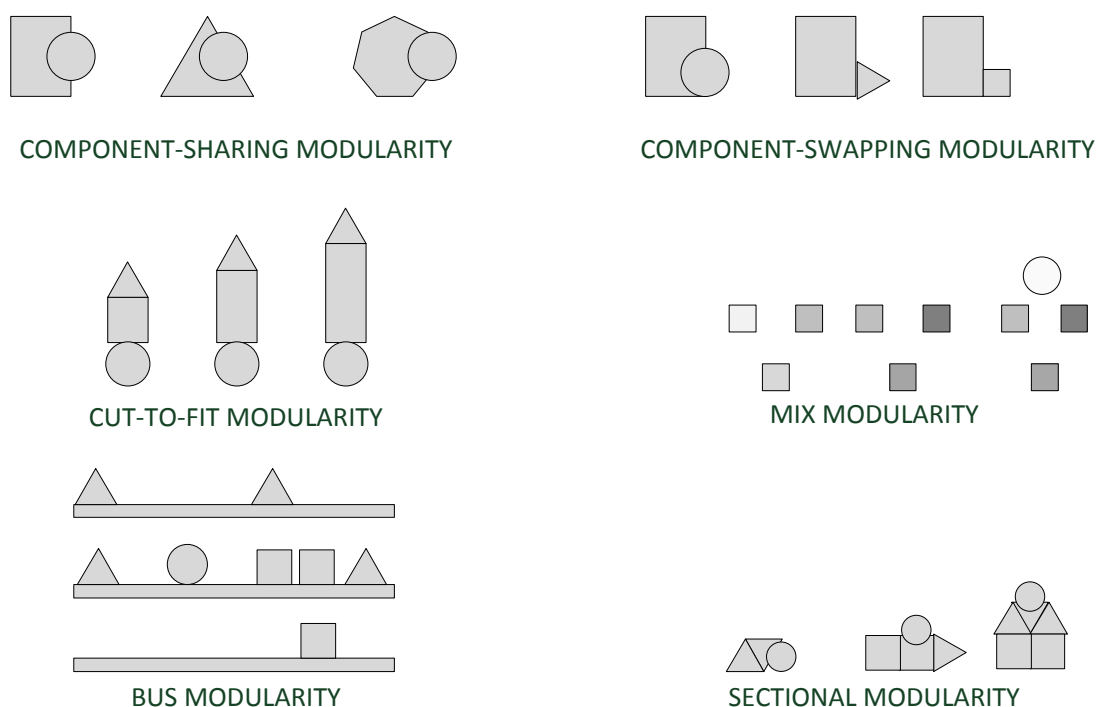 COMPONENT-SHARING MODULARITY
COMPONENT-SWAPPING MODULARITY
CUT-TO-FIT MODULARITY
MIX MODULARITY
BUS MODULARITY
SECTIONAL MODULARITY